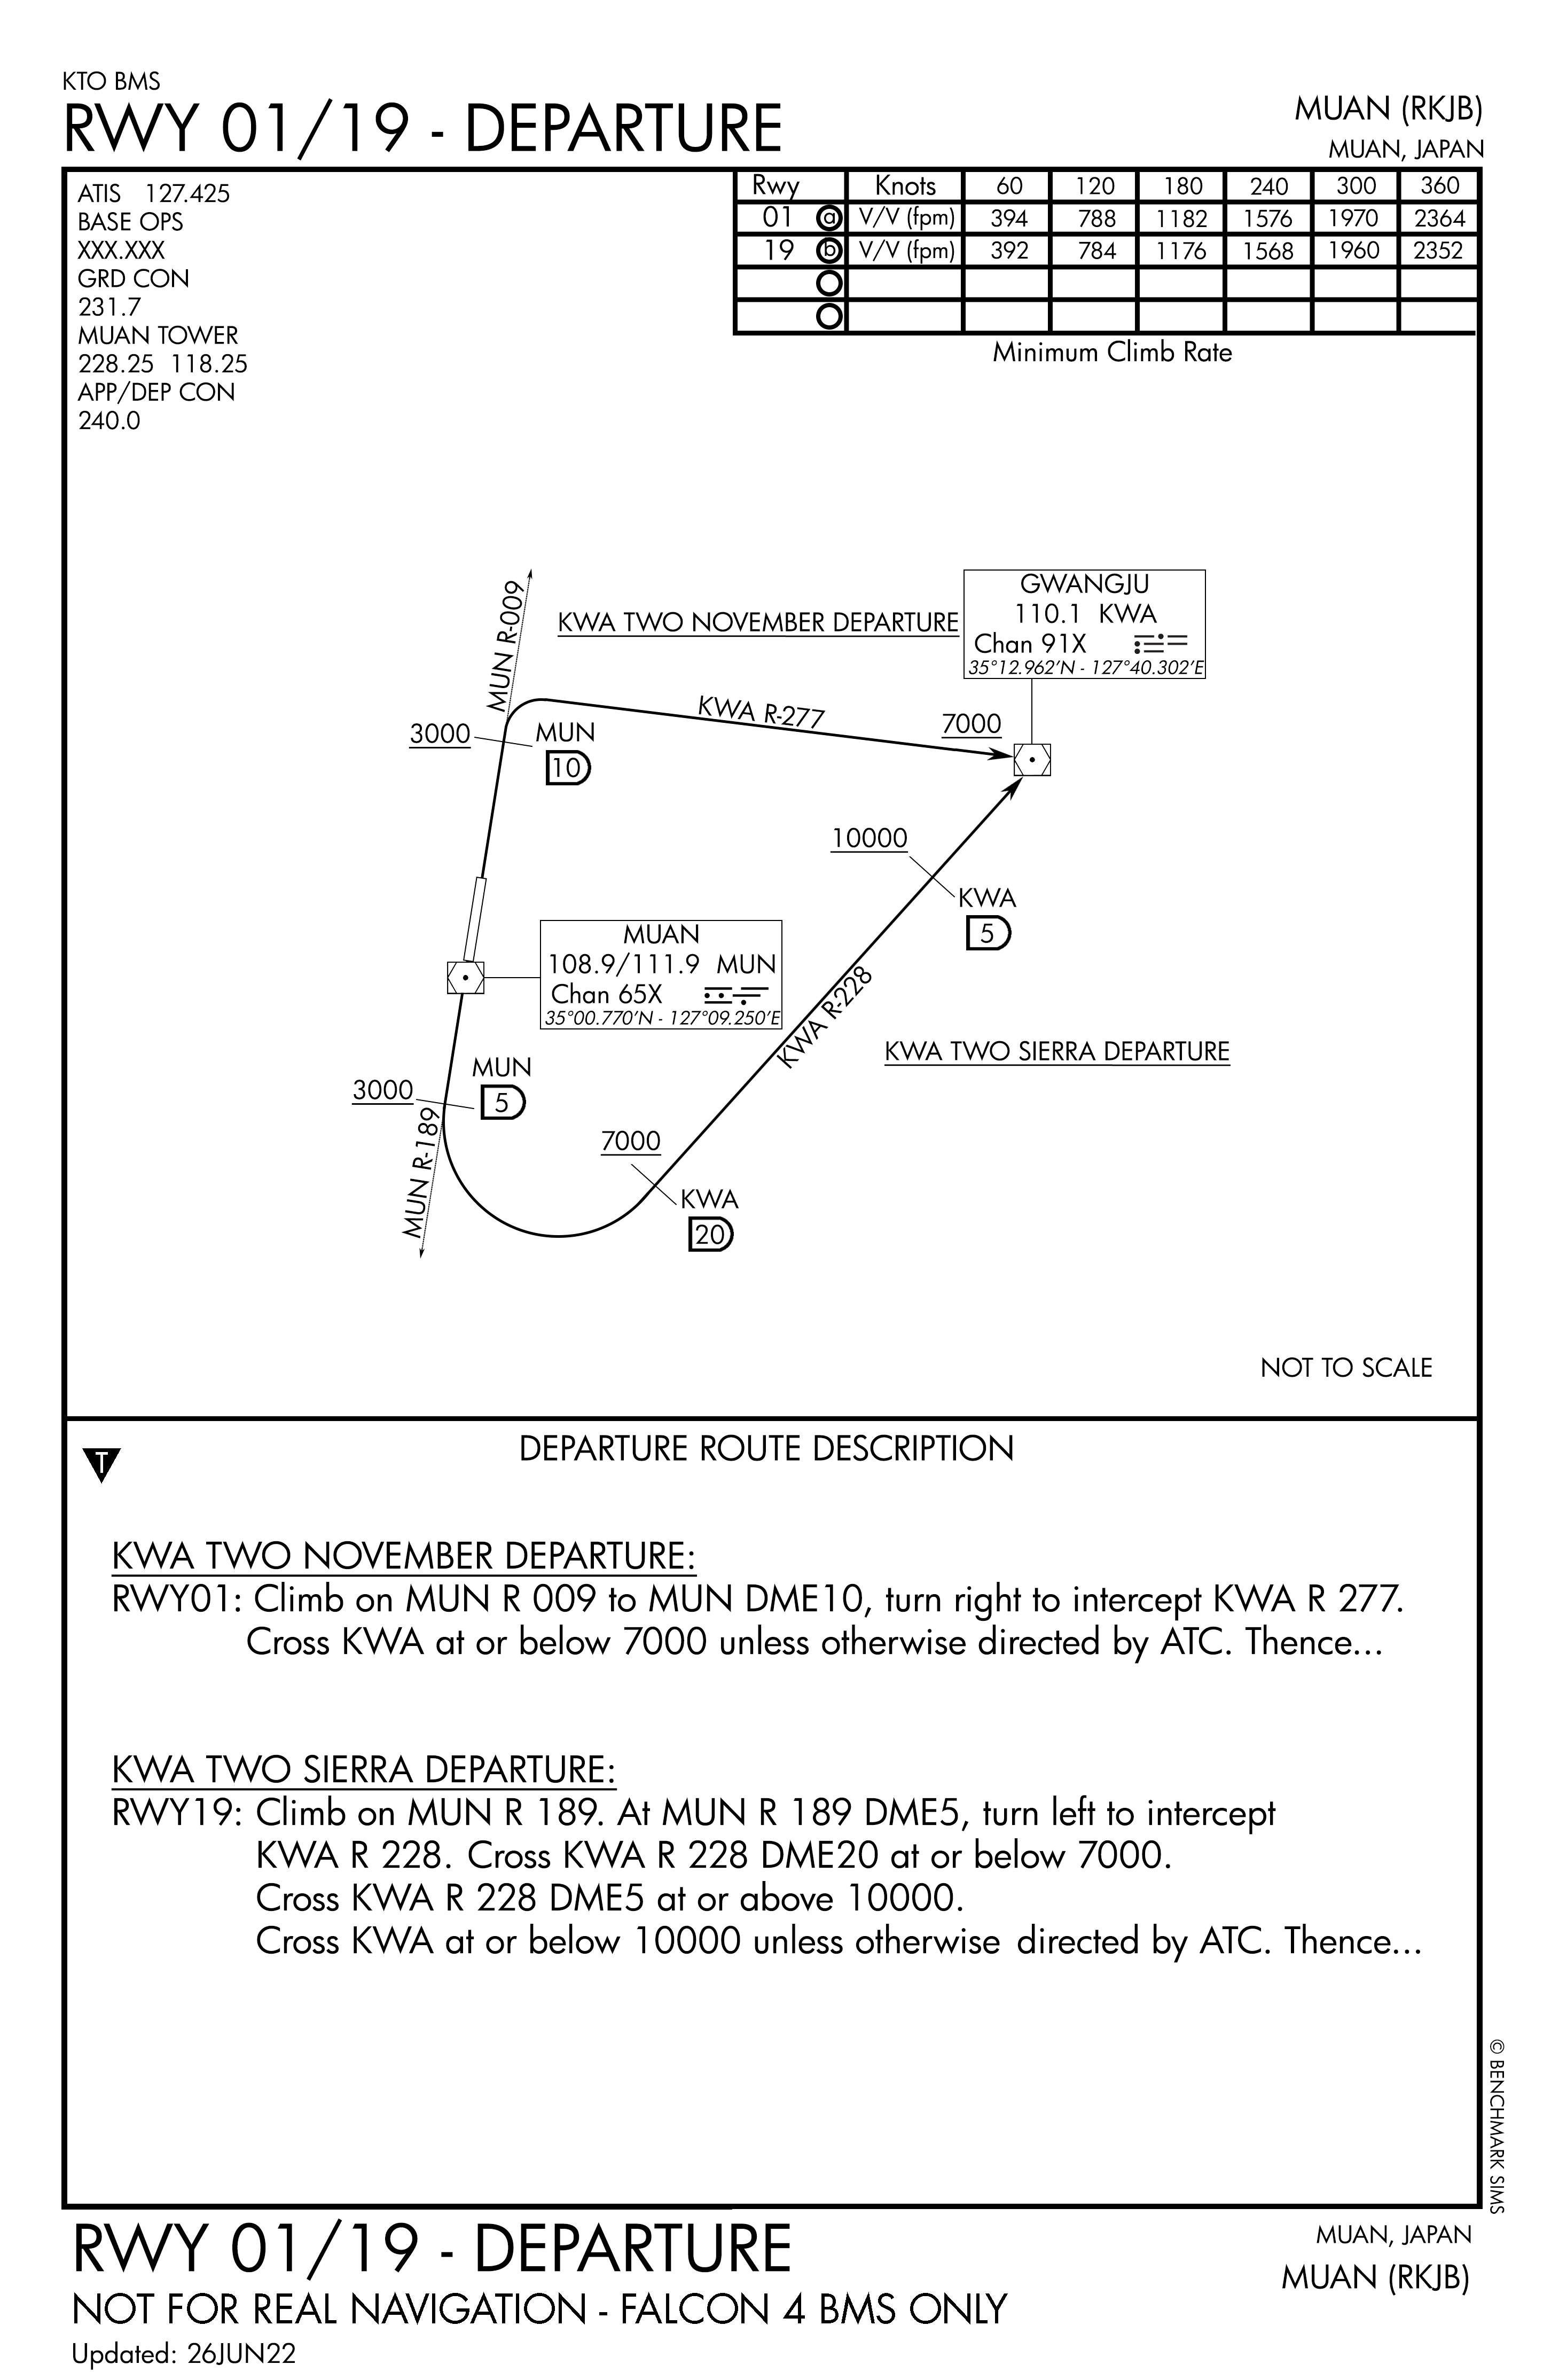 KTO BMS
RWY 01/19 - DEPARTURE
MUAN (RKJB)
MUAN, JAPAN
ATIS 127.425
BASE OPS
XXX.XXX
GRD CON
231.7
MUAN TOWER
228.25 118.25
APP/DEP CON
240.0
Rwy Knots 60 120 180 240 300 360
01 a V/V (fpm) 394 788 1182 1576 1970 2364
19 b V/V (fpm) 392 784 1176 1568 1960 2352
Minimum Climb Rate
MUN R-009
KWA TWO NOVEMBER DEPARTURE
GWANGJU
110.1 KWA
Chan 91X
35°12.962'N - 127°40.302'E
KWA R-277
7000
3000
MUN
10
10000
KWA
5
MUAN
108.9/111.9 MUN
Chan 65X
35°00.770'N - 127°09.250'E
KWA R-228
KWA TWO SIERRA DEPARTURE
MUN
5
3000
MUN R-189
7000
KWA
20
NOT TO SCALE
T
DEPARTURE ROUTE DESCRIPTION
KWA TWO NOVEMBER DEPARTURE:
RWY01: Climb on MUN R 009 to MUN DME10, turn right to intercept KWA R 277.
Cross KWA at or below 7000 unless otherwise directed by ATC. Thence...
KWA TWO SIERRA DEPARTURE:
RWY19: Climb on MUN R 189. At MUN R 189 DME5, turn left to intercept
KWA R 228. Cross KWA R 228 DME20 at or below 7000.
Cross KWA R 228 DME5 at or above 10000.
Cross KWA at or below 10000 unless otherwise directed by ATC. Thence...
© BENCHMARK SIMS
RWY 01/19 - DEPARTURE
MUAN, JAPAN
MUAN (RKJB)
NOT FOR REAL NAVIGATION - FALCON 4 BMS ONLY
Updated: 26JUN22